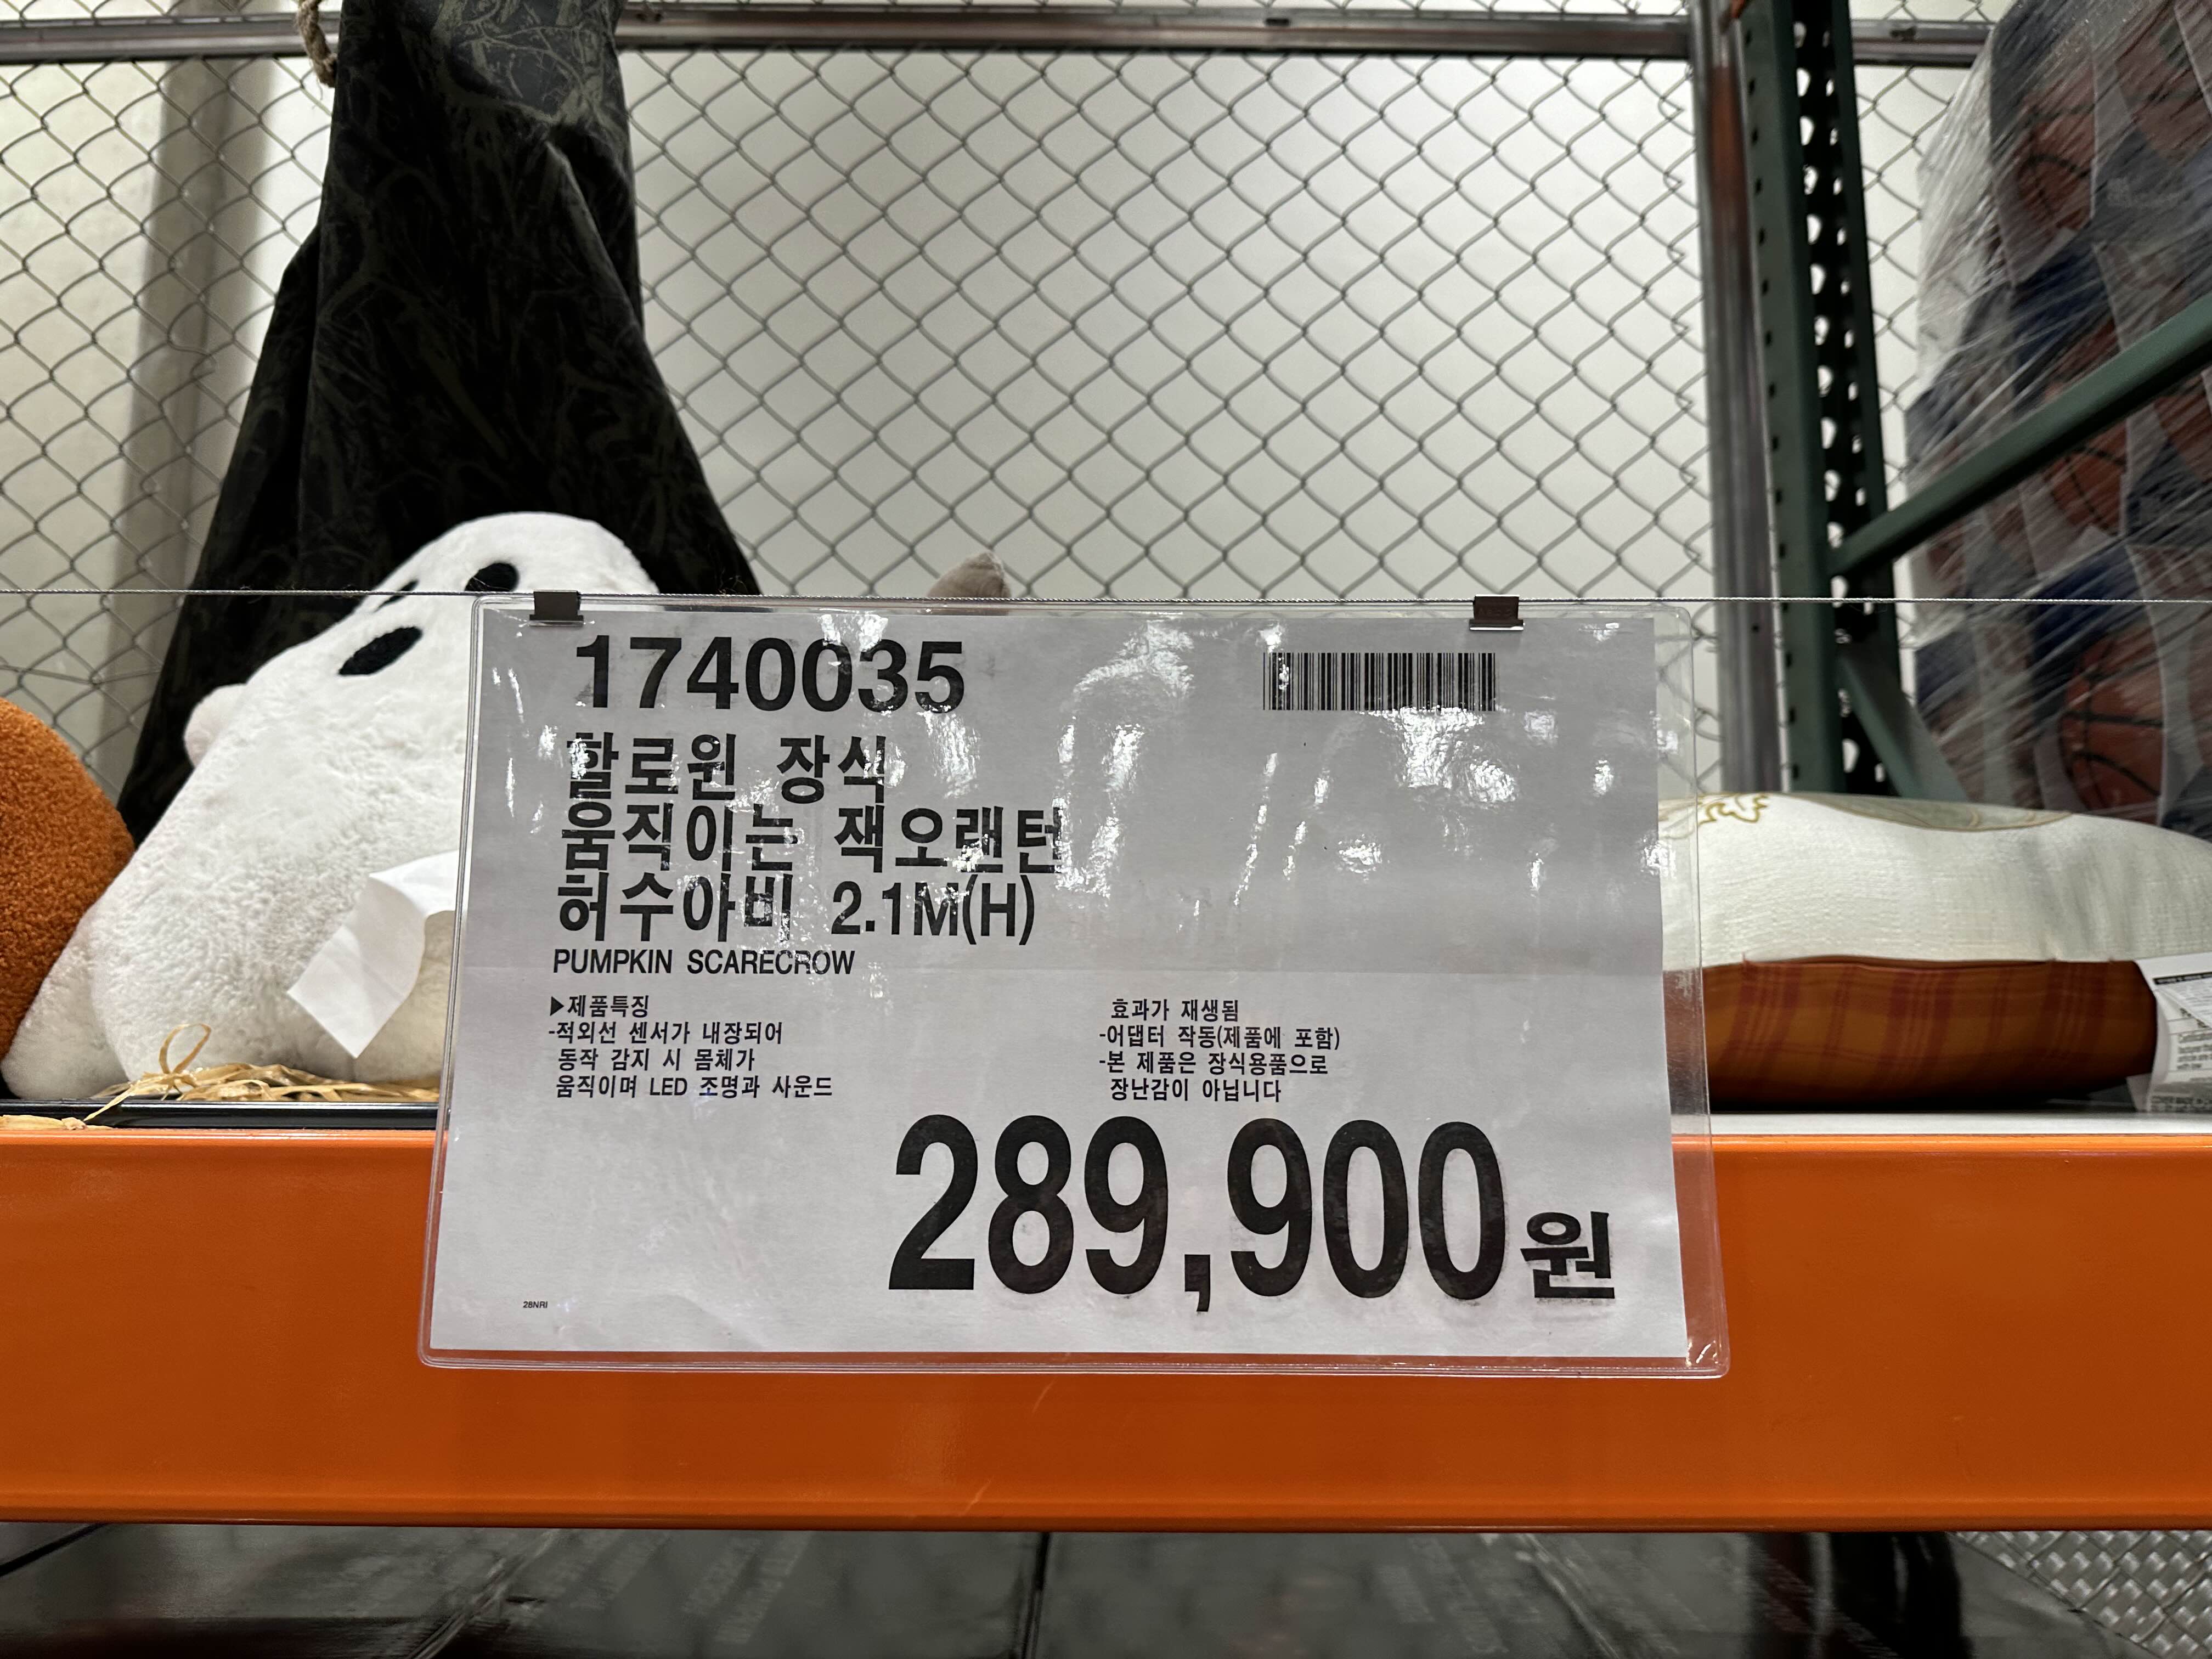 1740035
할로윈 장식
움직이는 잭오랜턴
허수아비 2.1M(H)
PUMPKIN SCARECROW
▶제품특징
-적외선 센서가 내장되어
동작 감지 시 몸체가
움직이며 LED 조명과 사운드
효과가 재생됨
-어댑터 작동(제품에 포함)
-본 제품은 장식용품으로
장난감이 아닙니다
289,900원
28NRI